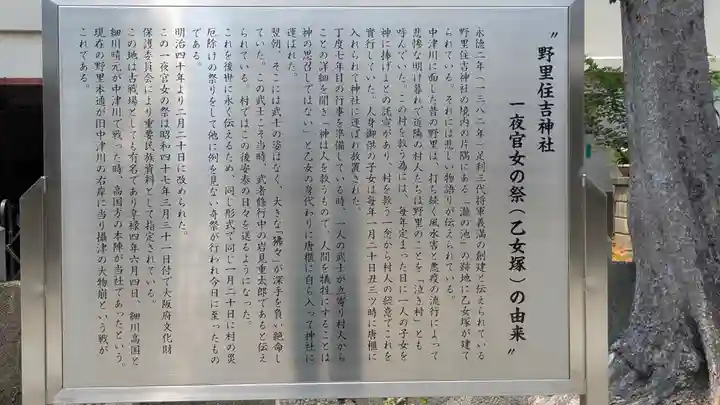 〝野里住吉神社
一夜官女の祭（乙女塚）の由来〟
永徳二年（一三八二年）足利三代将軍義満の創建と伝えられている
野里住吉神社の境内の片隅にある「瀧の池」の跡地に乙女塚が建て
られている。それには悲しい物語りが伝えられている。
中津川に面した昔の野里は、打ち続く風水害と悪疫の流行によって
悲惨な明け暮れで近隣の村人たちは野里のことを「泣き村」とも
呼んでいた。この村を救う為には、毎年定まった日に一人の子女を
神に捧げよとの託宣があり、村を救う一念から村人の総意でこれを
実行していた。人身御供の子女は毎年一月二十日丑三ツ時に唐櫃に
入れられて神社に運ばれ放置された。
丁度七年目の行事を準備している時、一人の武士が立寄り村人から
ことの詳細を聞き「神は人を救うもので、人間を犠牲にすることは
神の思召しではない」と乙女の身代わりに唐櫃に自ら入って神社に
運ばれた。
翌朝、そこには武士の姿はなく、大きな「狒々」が深手を負い絶命し
ていた。この武士こそ当時、武者修行中の岩見重太郎であると伝え
られている。村ではこの後安泰の日々を送るようになった。
これを後世に永く伝えるため、同じ形式で同じ一月二十日に村の災
厄除けの祭りをして他に例を見ない奇祭が行われ今日に至ったもの
である。
明治四十年より二月二十日に改められた。
この一夜官女の祭は昭和四十七年三月三十一日付で大阪府文化財
保護委員会により重要民族資料として指定されている。
この地は古戦場としても有名であり享禄四年六月四日、細川高国と
細川晴元が中津川で戦った時、高国方の本陣が当社であったという。
現在の野里本通が旧中津川の右岸に当り摂津の大物崩という戦が
これである。